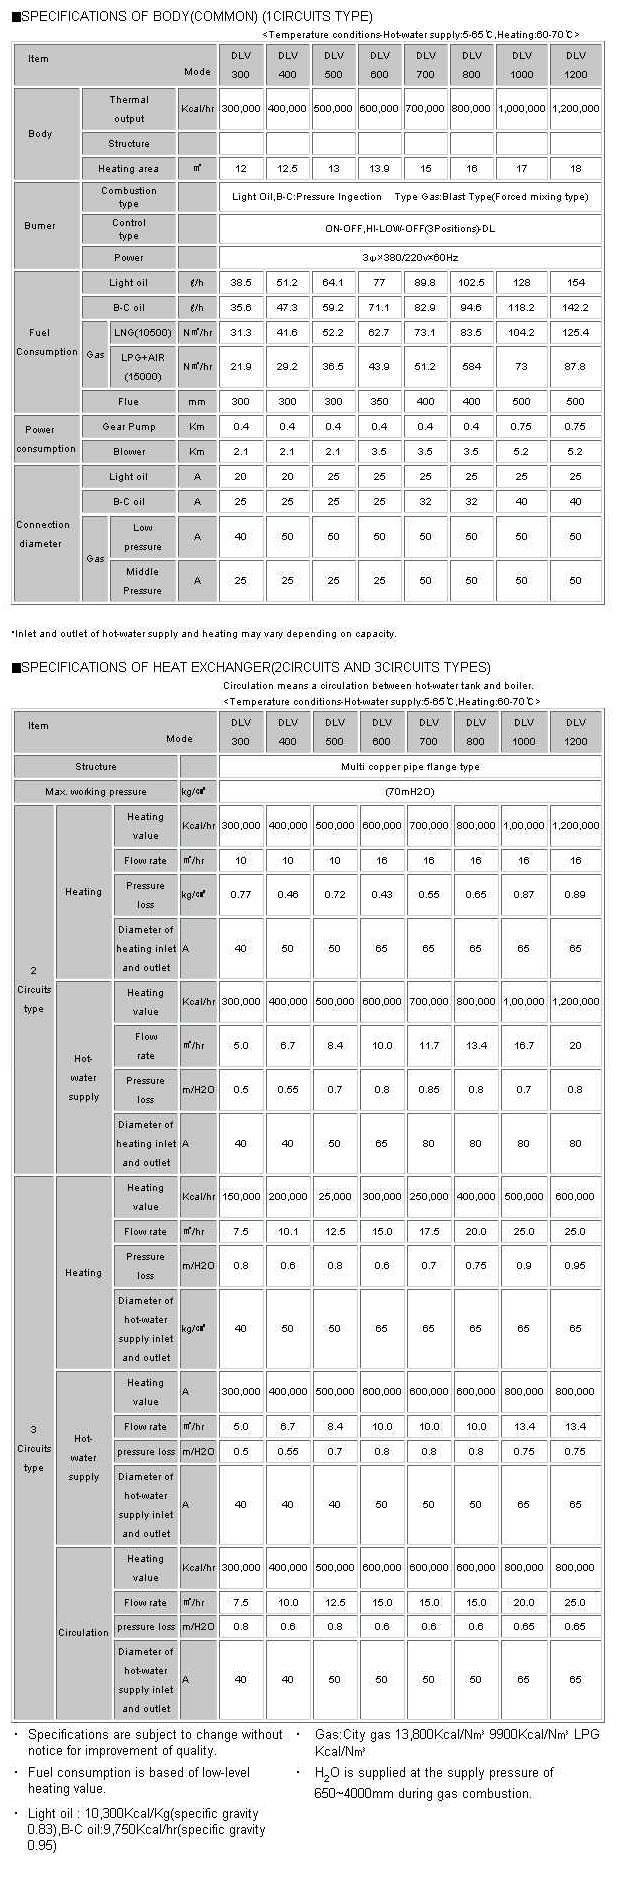 ■SPECIFICATIONS OF BODY(COMMON) (1CIRCUITS TYPE)
<Temperature conditions-Hot-water supply:5-65℃,Heating:60-70℃>
Item Mode DLV 300 DLV 400 DLV 500 DLV 600 DLV 700 DLV 800 DLV 1000 DLV 1200
Body Thermal output Kcal/hr 300,000 400,000 500,000 600,000 700,000 800,000 1,000,000 1,200,000
Structure
Heating area ㎡ 12 12.5 13 13.9 15 16 17 18
Burner Combustion type Light Oil,B-C:Pressure Ingection Type Gas:Blast Type(Forced mixing type)
Control type ON-OFF,HI-LOW-OFF(3Positions)-DL
Power 3ψ×380/220v×60Hz
Fuel Consumption Light oil ℓ/h 38.5 51.2 64.1 77 89.8 102.5 128 154
B-C oil ℓ/h 35.6 47.3 59.2 71.1 82.9 94.6 118.2 142.2
Gas LNG(10500) N㎥/hr 31.3 41.6 52.2 62.7 73.1 83.5 104.2 125.4
LPG+AIR (15000) N㎥/hr 21.9 29.2 36.5 43.9 51.2 584 73 87.8
Flue mm 300 300 300 350 400 400 500 500
Power consumption Gear Pump Km 0.4 0.4 0.4 0.4 0.4 0.4 0.75 0.75
Blower Km 2.1 2.1 2.1 3.5 3.5 3.5 5.2 5.2
Connection diameter Light oil A 20 20 25 25 25 25 25 25
B-C oil A 25 25 25 25 32 32 40 40
Gas Low pressure A 40 50 50 50 50 50 50 50
Middle Pressure A 25 25 25 25 50 50 50 50
*Inlet and outlet of hot-water supply and heating may vary depending on capacity.
■SPECIFICATIONS OF HEAT EXCHANGER(2CIRCUITS AND 3CIRCUITS TYPES)
Circulation means a circulation between hot-water tank and boiler.
<Temperature conditions-Hot-water supply:5-65℃,Heating:60-70℃>
Item Mode DLV 300 DLV 400 DLV 500 DLV 600 DLV 700 DLV 800 DLV 1000 DLV 1200
Structure Multi copper pipe flange type
Max. working pressure kg/㎠ (70mH2O)
2 Circuits type Heating Heating value Kcal/hr 300,000 400,000 500,000 600,000 700,000 800,000 1,00,000 1,200,000
Flow rate ㎥/hr 10 10 10 16 16 16 16 16
Pressure loss kg/㎠ 0.77 0.46 0.72 0.43 0.55 0.65 0.87 0.89
Diameter of heating inlet and outlet A 40 50 50 65 65 65 65 65
Hot-water supply Heating value Kcal/hr 300,000 400,000 500,000 600,000 700,000 800,000 1,00,000 1,200,000
Flow rate ㎥/hr 5.0 6.7 8.4 10.0 11.7 13.4 16.7 20
Pressure loss m/H2O 0.5 0.55 0.7 0.8 0.85 0.8 0.7 0.8
Diameter of heating inlet and outlet A 40 40 50 65 80 80 80 80
3 Circuits type Heating Heating value Kcal/hr 150,000 200,000 25,000 300,000 250,000 400,000 500,000 600,000
Flow rate ㎥/hr 7.5 10.1 12.5 15.0 17.5 20.0 25.0 25.0
Pressure loss m/H2O 0.8 0.6 0.8 0.6 0.7 0.75 0.9 0.95
Diameter of hot-water supply inlet and outlet kg/㎠ 40 50 50 65 65 65 65 65
Hot-water supply Heating value A 300,000 400,000 500,000 600,000 600,000 600,000 800,000 800,000
Flow rate ㎥/hr 5.0 6.7 8.4 10.0 10.0 10.0 13.4 13.4
pressure loss m/H2O 0.5 0.55 0.7 0.8 0.8 0.8 0.75 0.75
Diameter of hot-water supply inlet and outlet A 40 40 40 50 50 50 65 65
Circulation Heating value Kcal/hr 300,000 400,000 500,000 600,000 600,000 600,000 800,000 800,000
Flow rate ㎥/hr 7.5 10.0 12.5 15.0 15.0 15.0 20.0 25.0
pressure loss m/H2O 0.8 0.6 0.8 0.6 0.6 0.6 0.65 0.65
Diameter of hot-water supply inlet and outlet A 40 40 50 50 50 50 65 65
· Specifications are subject to change without
notice for improvement of quality.
· Fuel consumption is based of low-level
heating value.
· Light oil : 10,300Kcal/Kg(specific gravity
0.83),B-C oil:9,750Kcal/hr(specific gravity
0.95)
· Gas:City gas 13,800Kcal/Nm³ 9900Kcal/Nm³ LPG
Kcal/Nm³
· H₂O is supplied at the supply pressure of
650~4000mm during gas combustion.